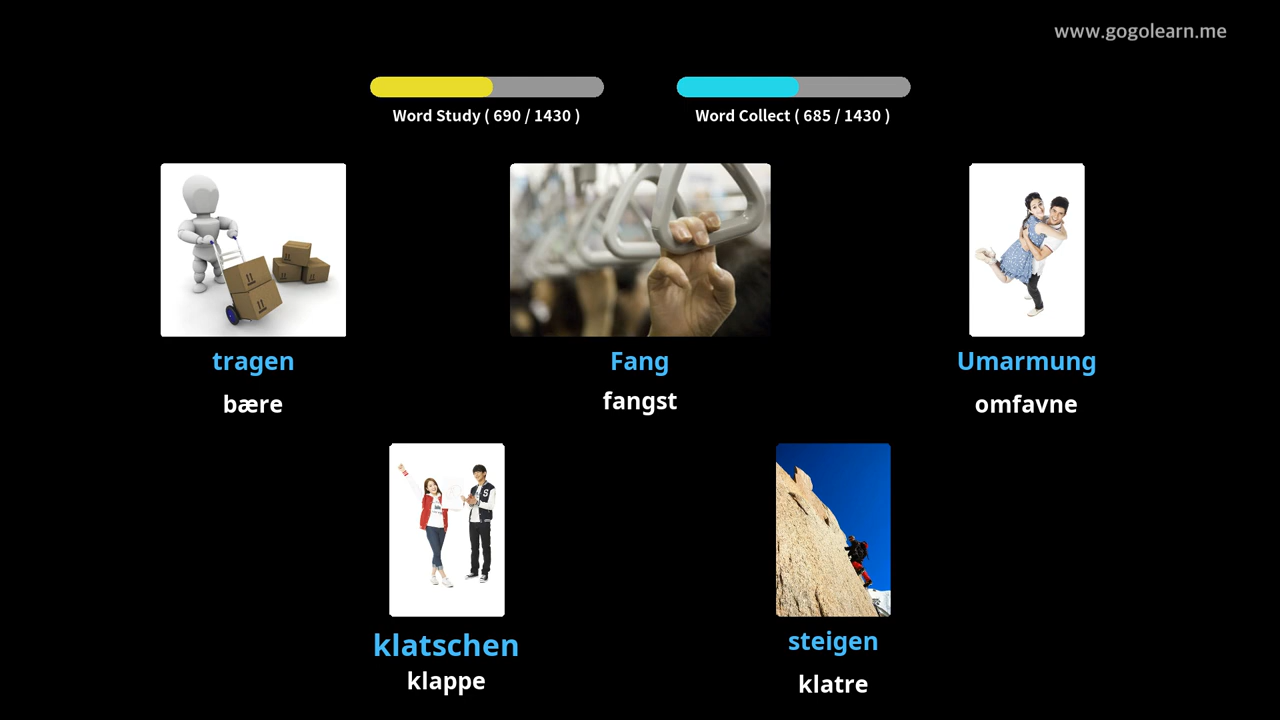 www.gogolearn.me
Word Study ( 690 / 1430 )
Word Collect ( 685 / 1430 )
tragen
bære
Fang
fangst
Umarmung
omfavne
klatschen
klappe
steigen
klatre